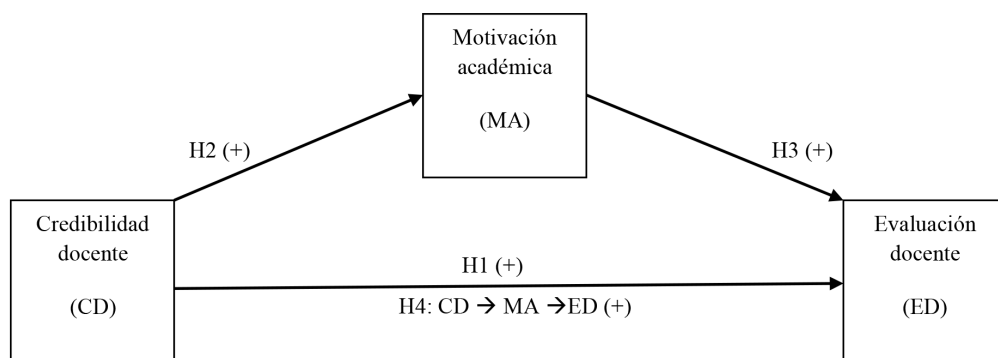 Motivación
académica
(MA)
H2 (+)
H3 (+)
Credibilidad
docente
(CD)
H1 (+)
H4: CD → MA →ED (+)
Evaluación
docente
(ED)